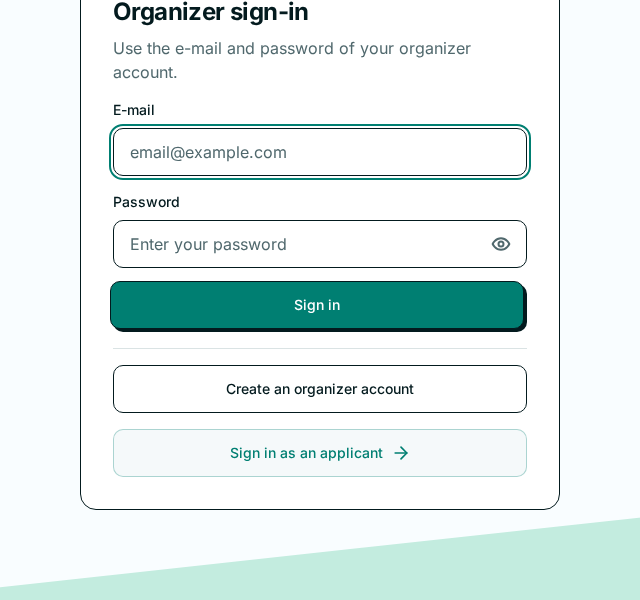 Organizer sign-in
Use the e-mail and password of your organizer
account.
E-mail
email@example.com
Password
Enter your password
Sign in
Create an organizer account
Sign in as an applicant